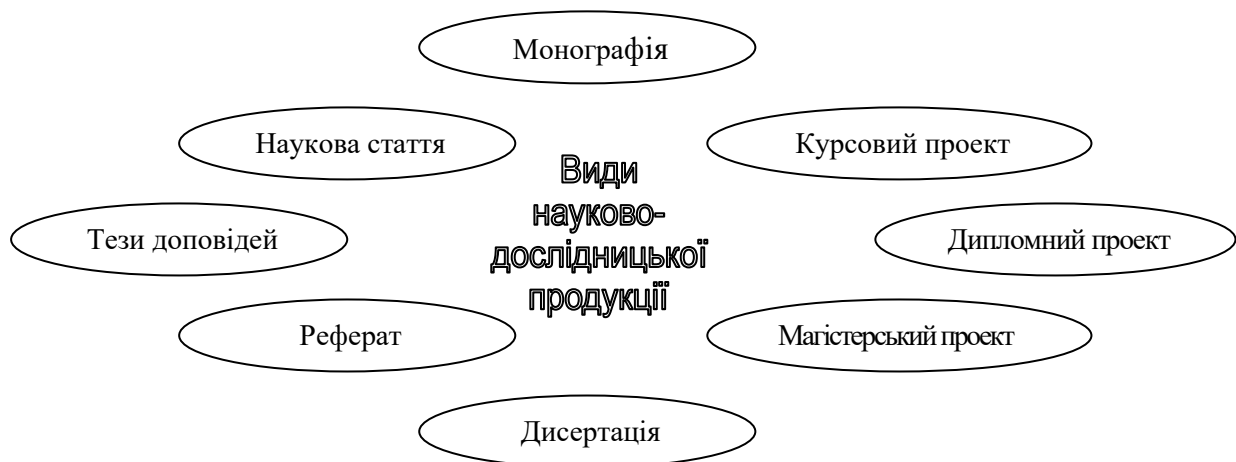 Монографія
Наукова стаття
Курсовий проект
Види
науково-
дослідницької
продукції
Тези доповідей
Дипломний проект
Реферат
Магістерський проект
Дисертація